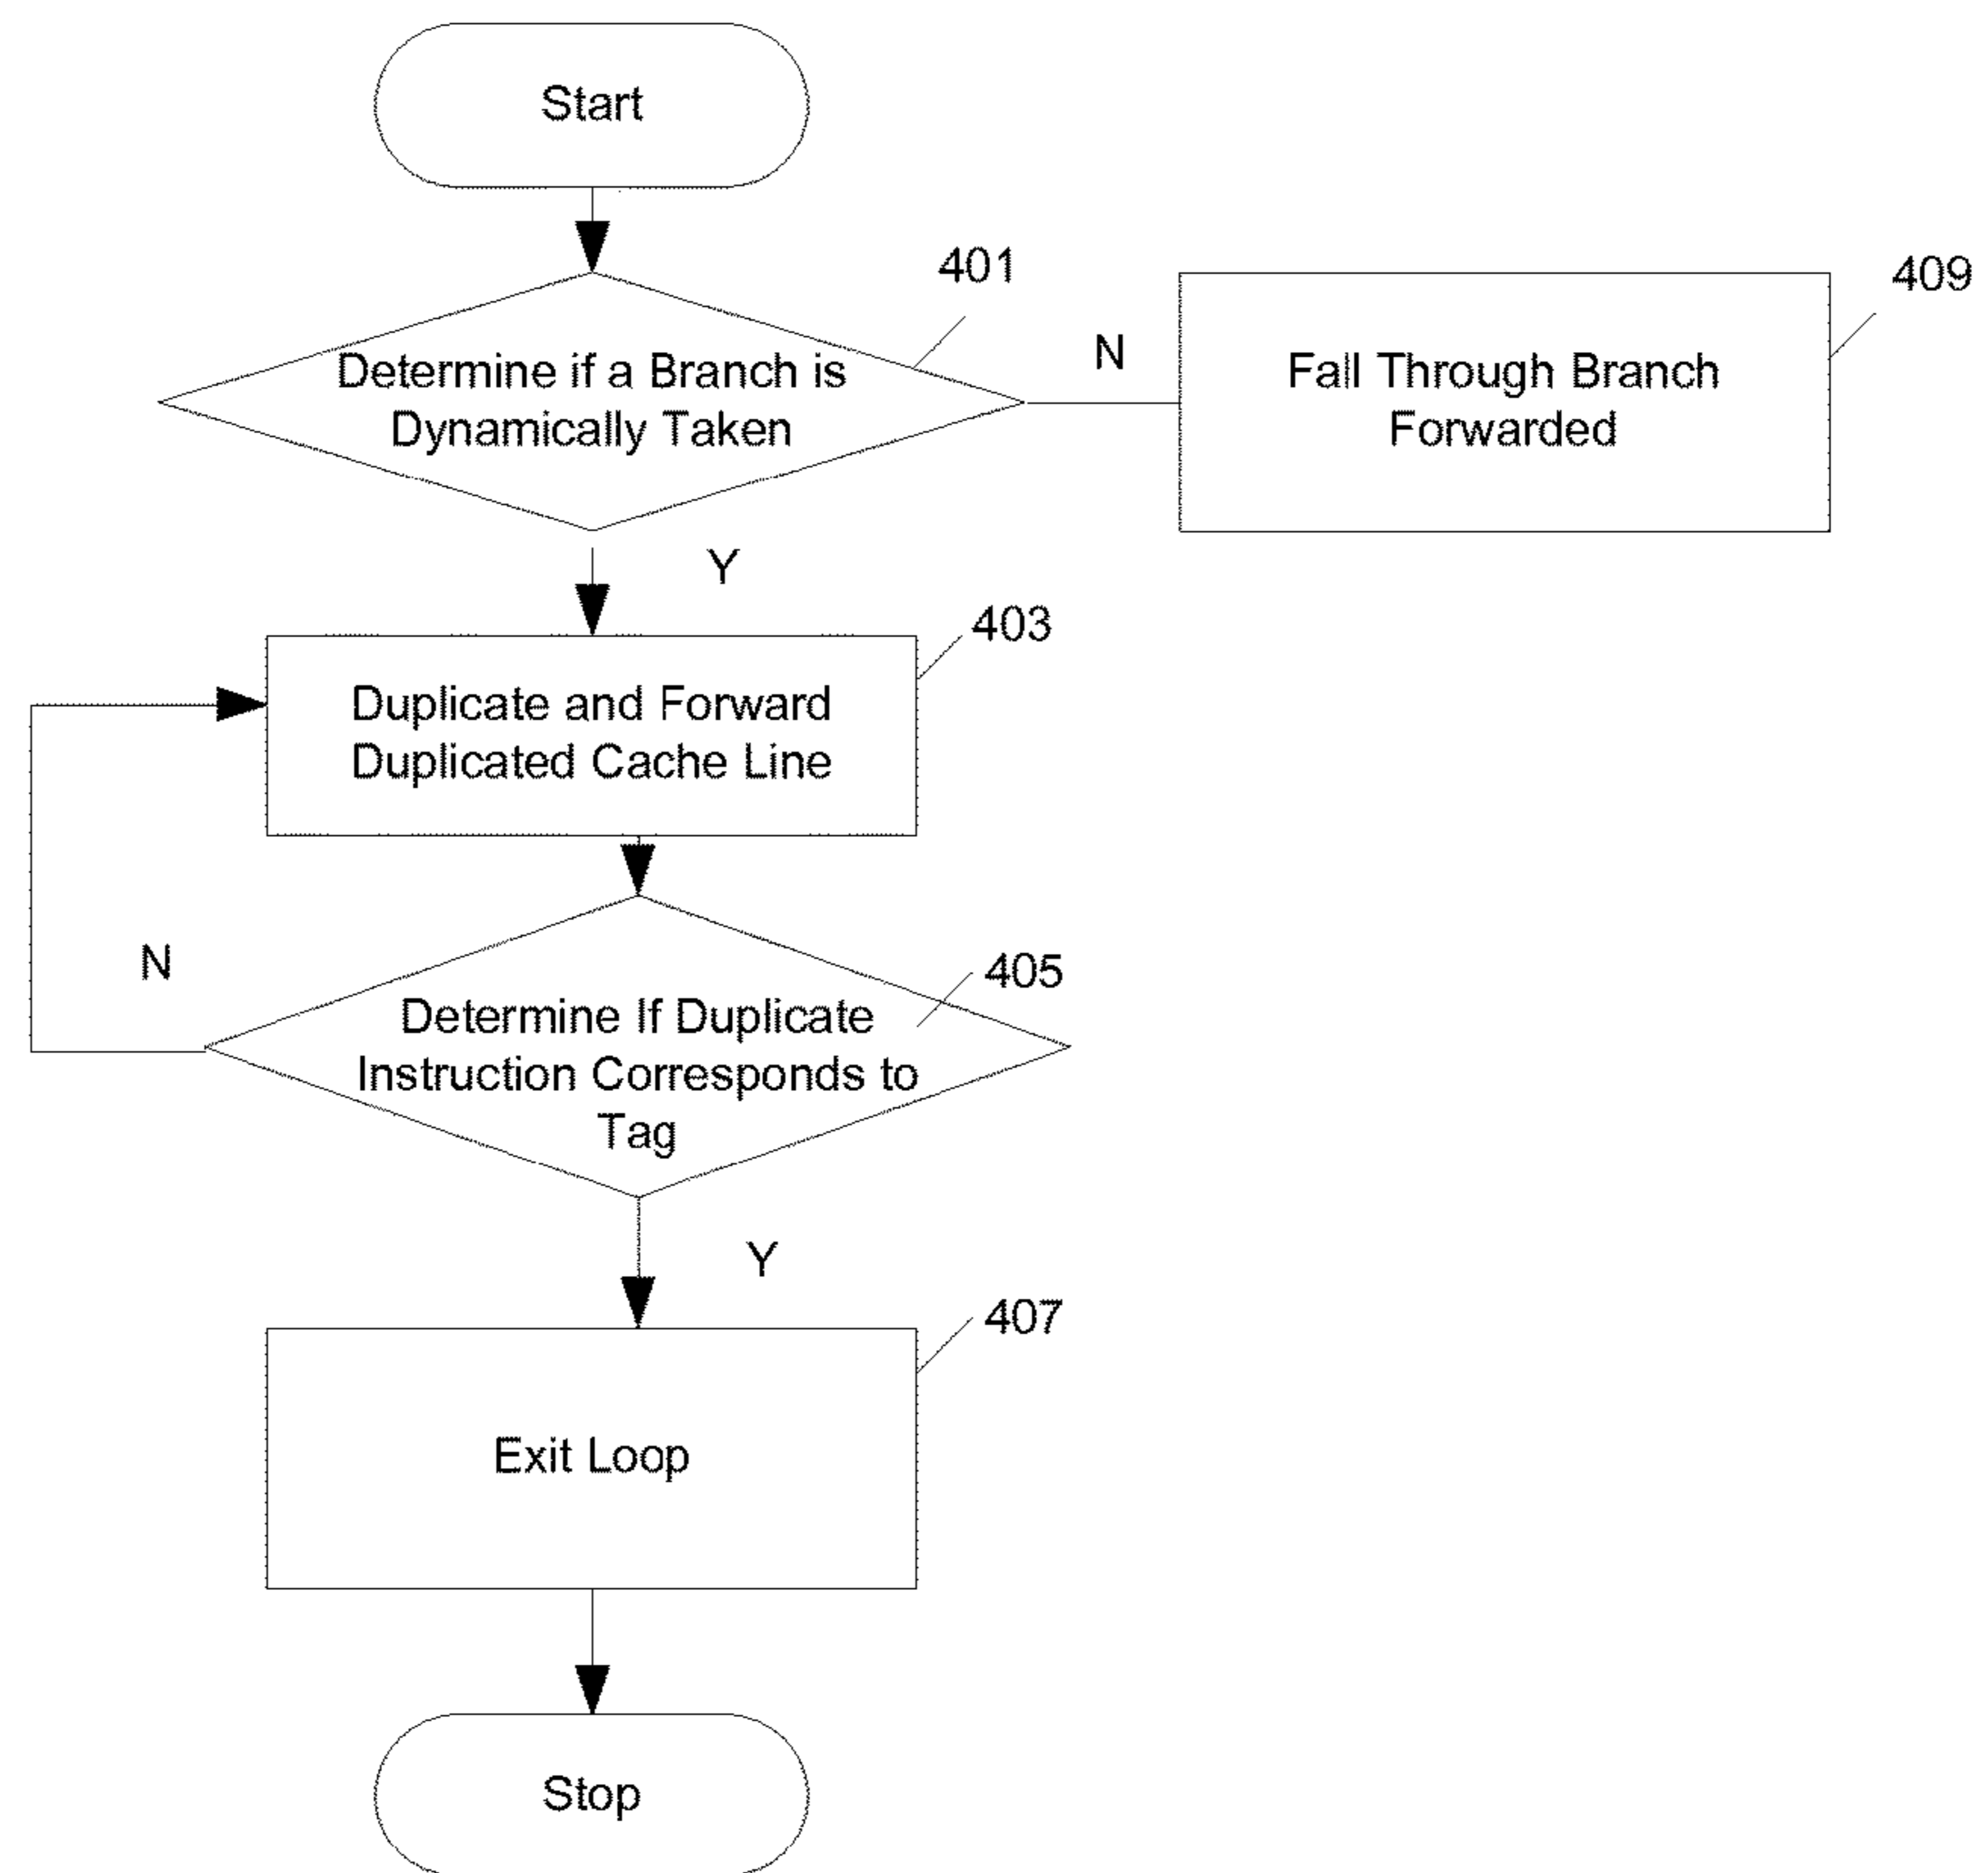 Start
401
Determine if a Branch is
Dynamically Taken
N
Fall Through Branch
Forwarded
409
Y
403
Duplicate and Forward
Duplicated Cache Line
N
405
Determine If Duplicate
Instruction Corresponds to
Tag
Y
407
Exit Loop
Stop